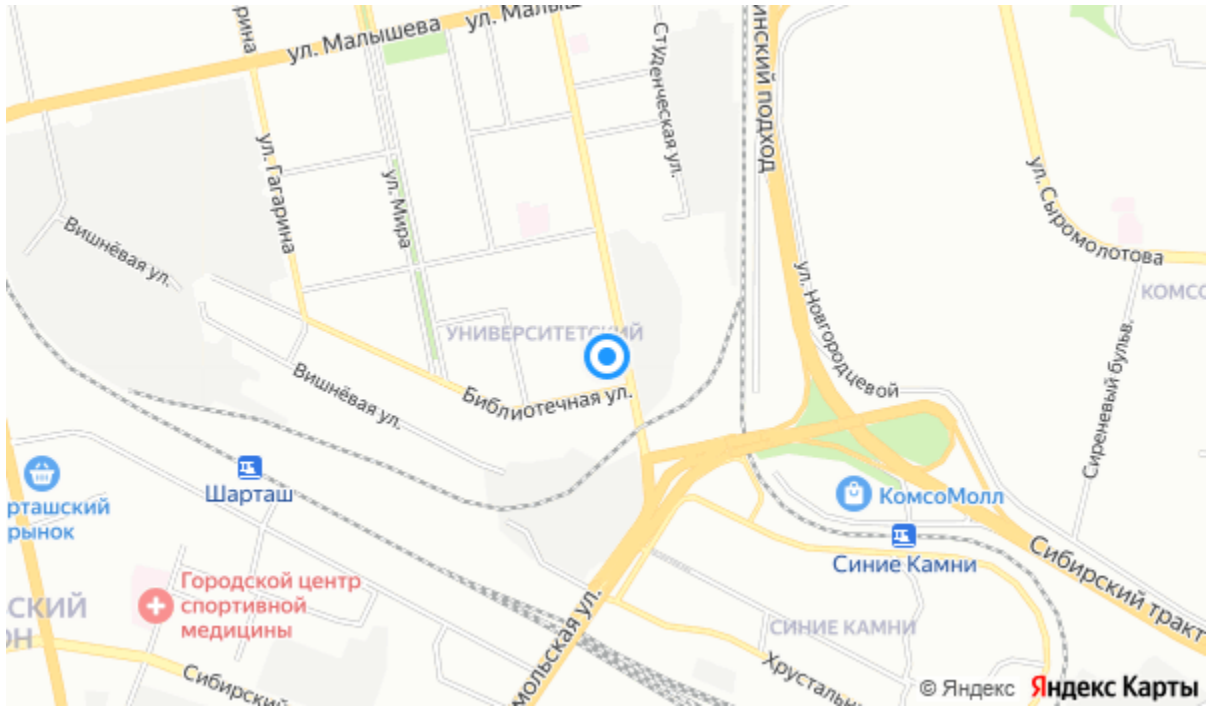 ул. Малышева
ул. Малы
рина
Студенческая ул.
инский подход
ул. Гагарина
ул. Мира
Вишнёвая ул.
ул. Сыромолотова
КОМСО
ул. Новгородцевой
УНИВЕРСИТЕТСКИЙ
Вишнёвая ул.
Библиотечная ул.
Сиреневый бульв.
Шарташ
рташский
рынок
КомсоМолл
Синие Камни
Сибирский тракт
Городской центр
спортивной
медицины
СКИЙ
ОН
СИНИЕ КАМНИ
мольская ул.
Сибирский
Хрустальн
© Яндекс Яндекс Карты